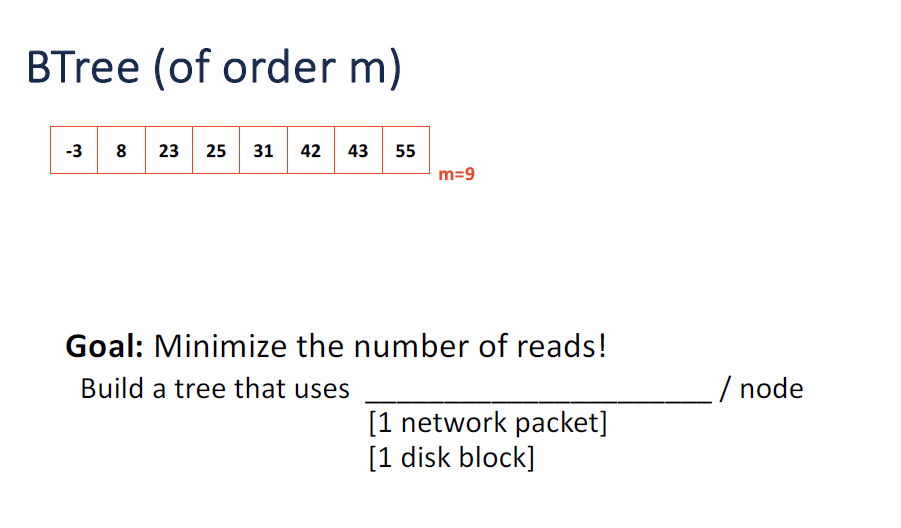 BTree (of order m)
-3 8 23 25 31 42 43 55
m=9
Goal: Minimize the number of reads!
Build a tree that uses ______________________ / node
[1 network packet]
[1 disk block]